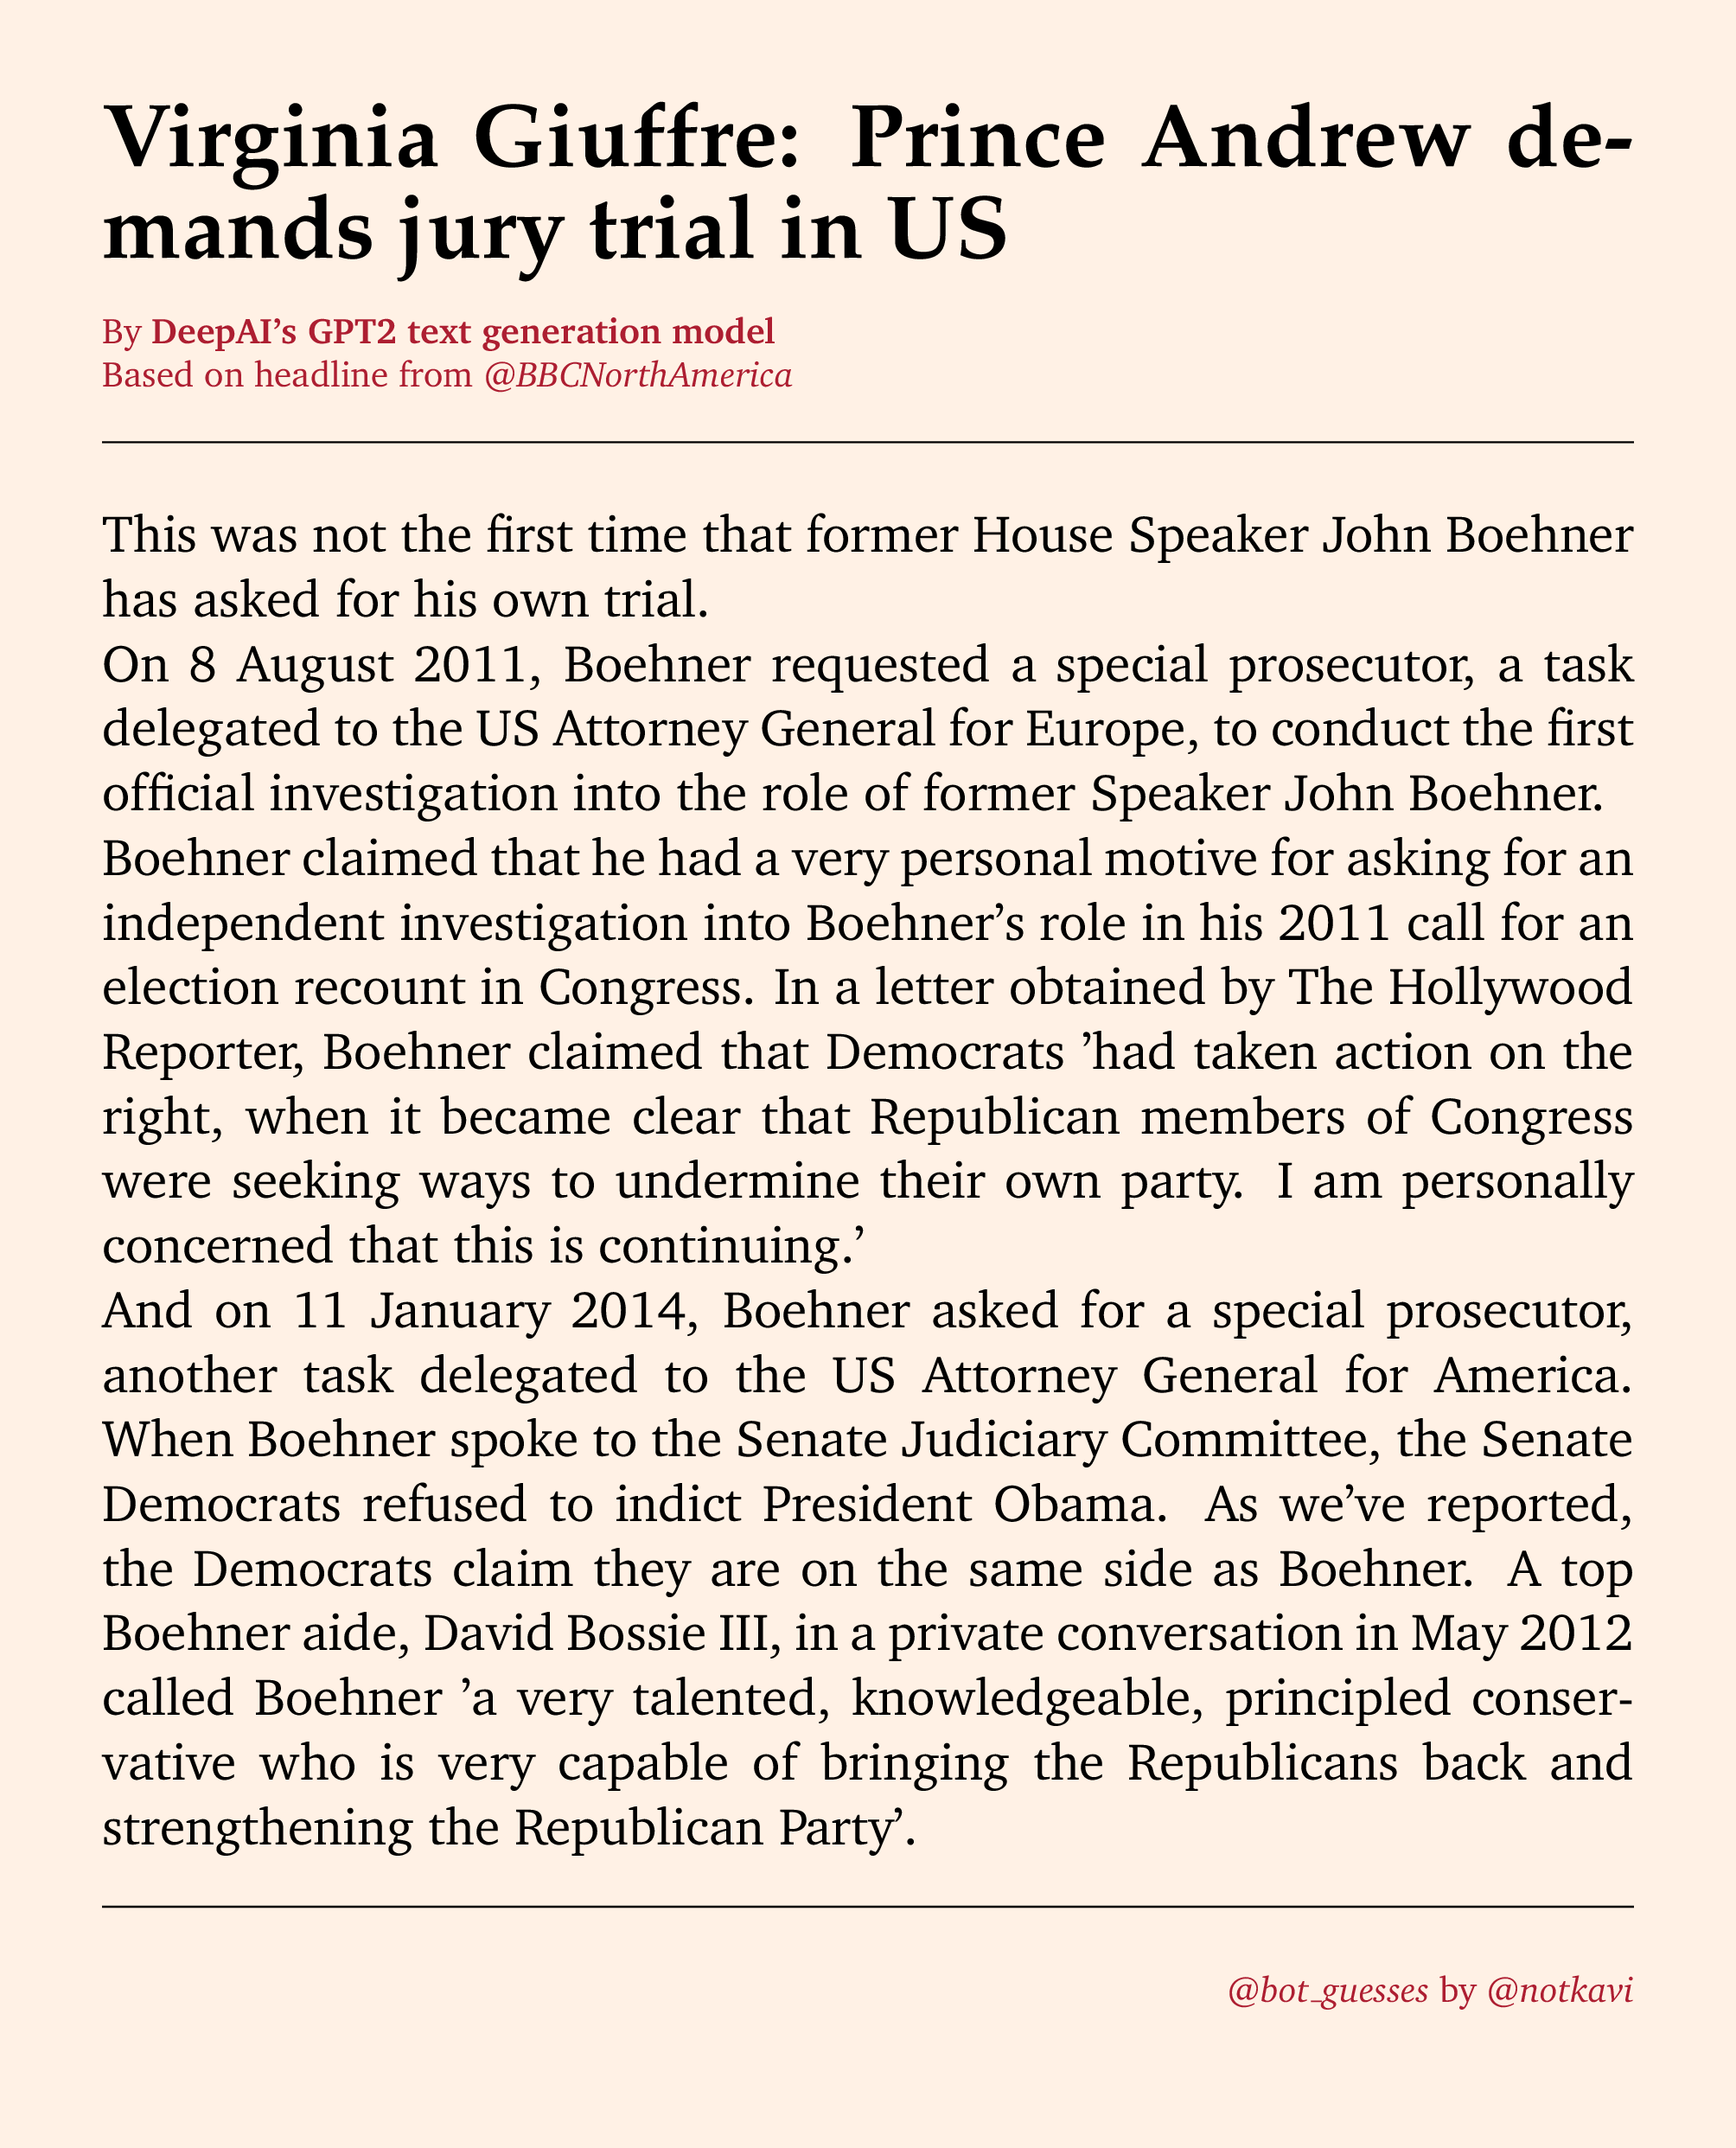 Virginia Giuffre: Prince Andrew de-
mands jury trial in US
By DeepAI's GPT2 text generation model
Based on headline from @BBCNorthAmerica
This was not the first time that former House Speaker John Boehner
has asked for his own trial.
On 8 August 2011, Boehner requested a special prosecutor, a task
delegated to the US Attorney General for Europe, to conduct the first
official investigation into the role of former Speaker John Boehner.
Boehner claimed that he had a very personal motive for asking for an
independent investigation into Boehner's role in his 2011 call for an
election recount in Congress. In a letter obtained by The Hollywood
Reporter, Boehner claimed that Democrats ’had taken action on the
right, when it became clear that Republican members of Congress
were seeking ways to undermine their own party. I am personally
concerned that this is continuing.’
And on 11 January 2014, Boehner asked for a special prosecutor,
another task delegated to the US Attorney General for America.
When Boehner spoke to the Senate Judiciary Committee, the Senate
Democrats refused to indict President Obama. As we’ve reported,
the Democrats claim they are on the same side as Boehner. A top
Boehner aide, David Bossie III, in a private conversation in May 2012
called Boehner ’a very talented, knowledgeable, principled conser-
vative who is very capable of bringing the Republicans back and
strengthening the Republican Party’.
@bot_guesses by @notkavi